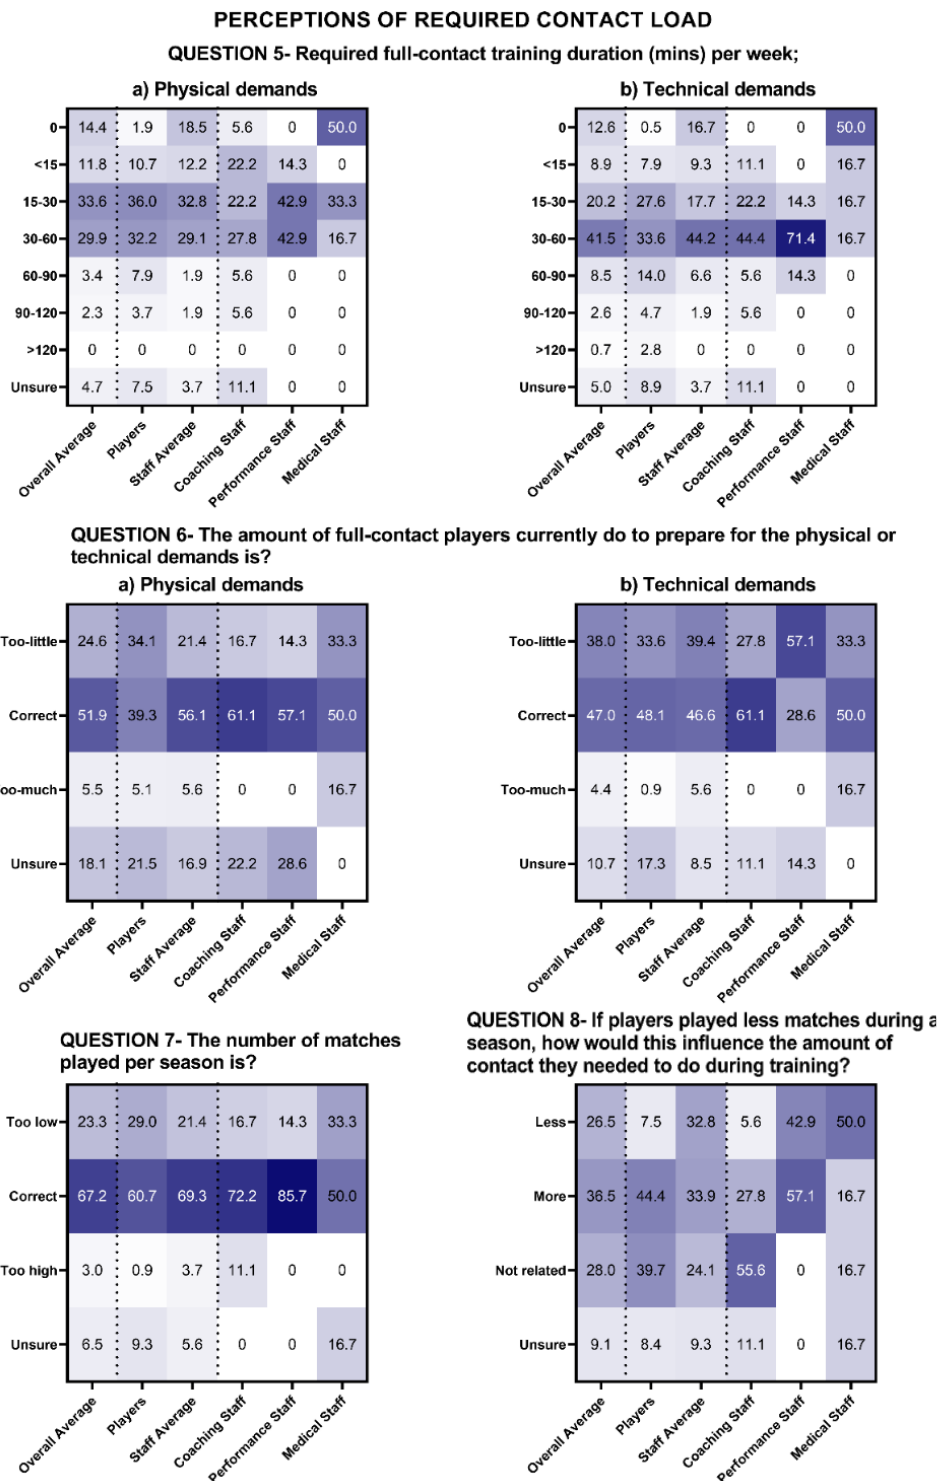 PERCEPTIONS OF REQUIRED CONTACT LOAD
QUESTION 5- Required full-contact training duration (mins) per week;
a) Physical demands
0 14.4 1.9 18.5 5.6 0 50.0
<15 11.8 10.7 12.2 22.2 14.3 0
15-30 33.6 36.0 32.8 22.2 42.9 33.3
30-60 29.9 32.2 29.1 27.8 42.9 16.7
60-90 3.4 7.9 1.9 5.6 0 0
90-120 2.3 3.7 1.9 5.6 0 0
>120 0 0 0 0 0 0
Unsure 4.7 7.5 3.7 11.1 0 0
Overall Average Players Staff Average Coaching Staff Performance Staff Medical Staff
b) Technical demands
0 12.6 0.5 16.7 0 0 50.0
<15 8.9 7.9 9.3 11.1 0 16.7
15-30 20.2 27.6 17.7 22.2 14.3 16.7
30-60 41.5 33.6 44.2 44.4 71.4 16.7
60-90 8.5 14.0 6.6 5.6 14.3 0
90-120 2.6 4.7 1.9 5.6 0 0
>120 0.7 2.8 0 0 0 0
Unsure 5.0 8.9 3.7 11.1 0 0
Overall Average Players Staff Average Coaching Staff Performance Staff Medical Staff
QUESTION 6- The amount of full-contact players currently do to prepare for the physical or
technical demands is?
a) Physical demands
Too-little 24.6 34.1 21.4 16.7 14.3 33.3
Correct 51.9 39.3 56.1 61.1 57.1 50.0
oo-much 5.5 5.1 5.6 0 0 16.7
Unsure 18.1 21.5 16.9 22.2 28.6 0
Overall Average Players Staff Average Coaching Staff Performance Staff Medical Staff
b) Technical demands
Too-little 38.0 33.6 39.4 27.8 57.1 33.3
Correct 47.0 48.1 46.6 61.1 28.6 50.0
Too-much 4.4 0.9 5.6 0 0 16.7
Unsure 10.7 17.3 8.5 11.1 14.3 0
Overall Average Players Staff Average Coaching Staff Performance Staff Medical Staff
QUESTION 7- The number of matches
played per season is?
Too low 23.3 29.0 21.4 16.7 14.3 33.3
Correct 67.2 60.7 69.3 72.2 85.7 50.0
Too high 3.0 0.9 3.7 11.1 0 0
Unsure 6.5 9.3 5.6 0 0 16.7
Overall Average Players Staff Average Coaching Staff Performance Staff Medical Staff
QUESTION 8- If players played less matches during a
season, how would this influence the amount of
contact they needed to do during training?
Less 26.5 7.5 32.8 5.6 42.9 50.0
More 36.5 44.4 33.9 27.8 57.1 16.7
Not related 28.0 39.7 24.1 55.6 0 16.7
Unsure 9.1 8.4 9.3 11.1 0 16.7
Overall Average Players Staff Average Coaching Staff Performance Staff Medical Staff